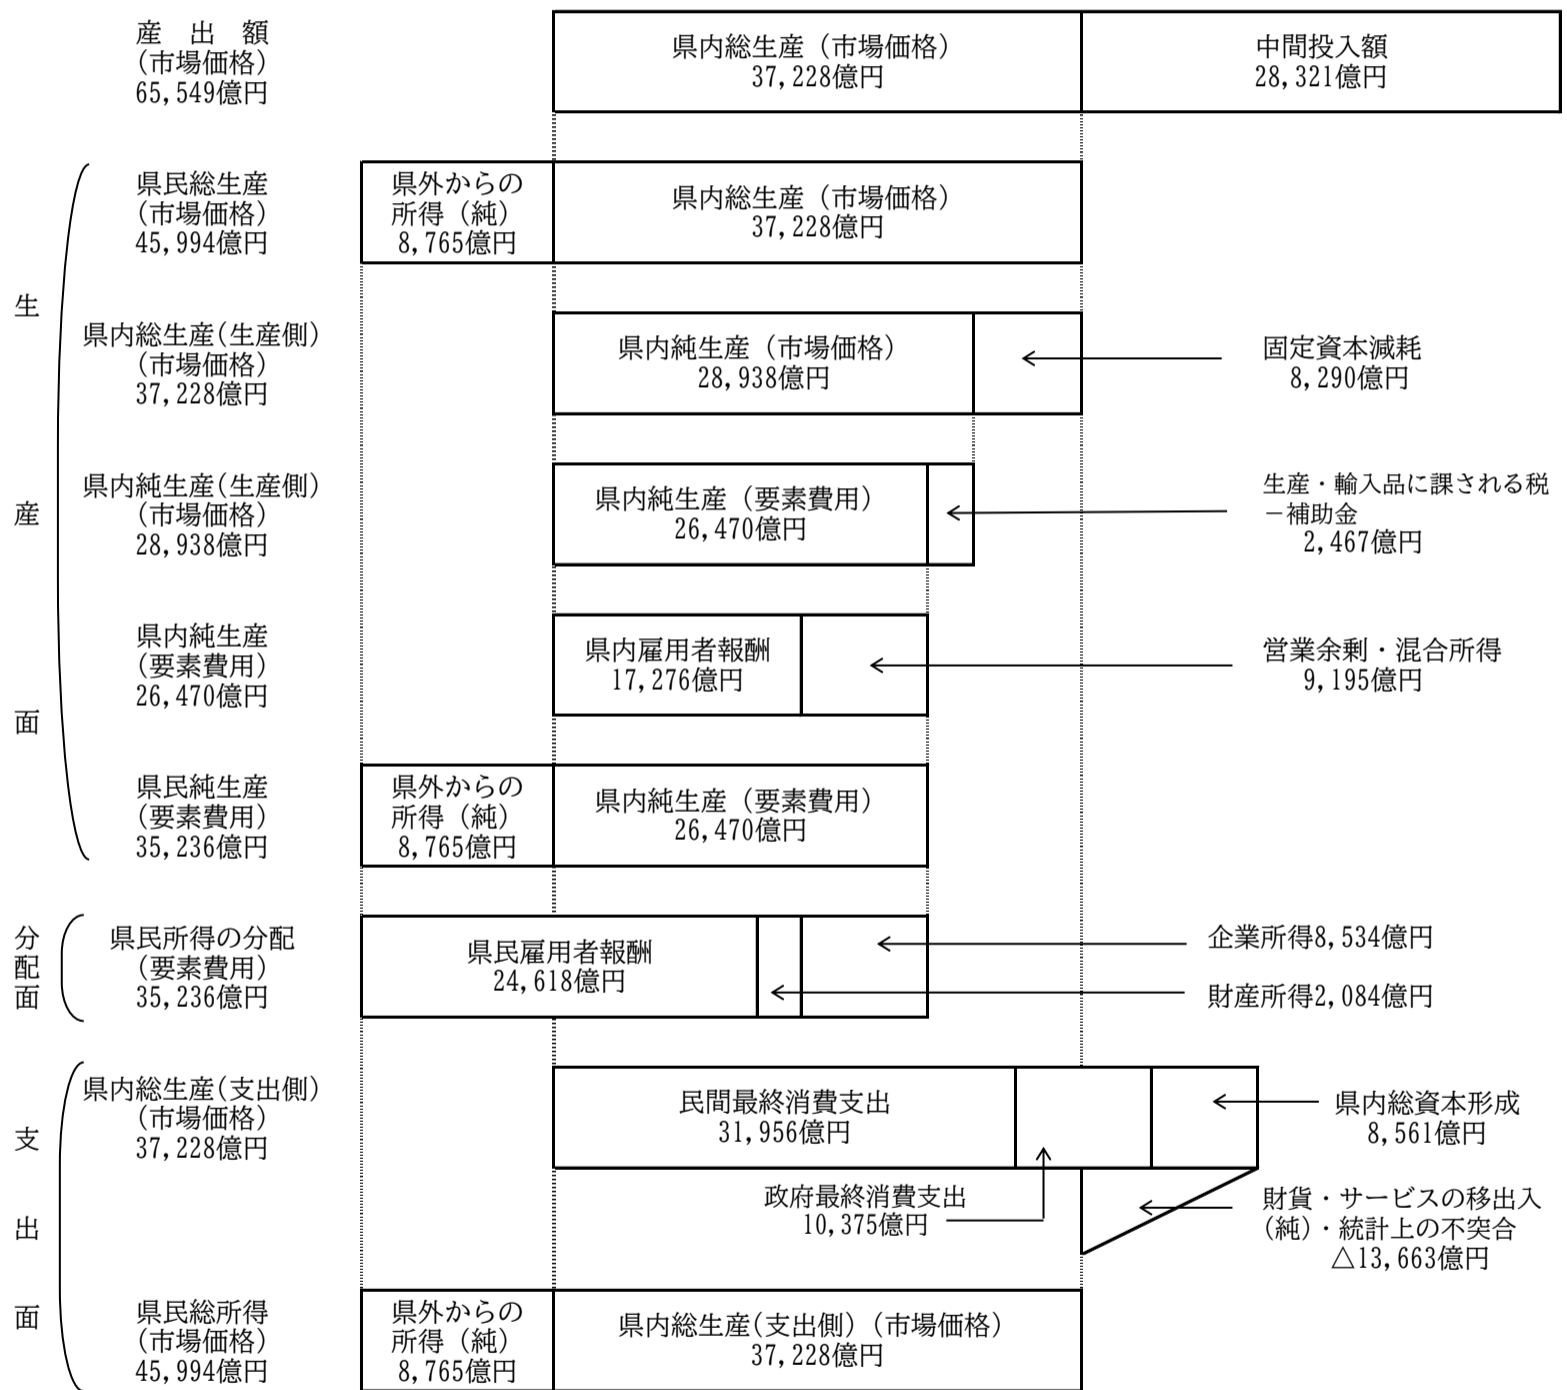 産　出　額
(市場価格)
65,549億円
県内総生産（市場価格）
37,228億円
中間投入額
28,321億円
生産面
県民総生産
(市場価格)
45,994億円
県外からの
所得（純）
8,765億円
県内総生産（市場価格）
37,228億円
県内総生産(生産側)
(市場価格)
37,228億円
県内純生産（市場価格）
28,938億円
固定資本減耗
8,290億円
県内純生産(生産側)
(市場価格)
28,938億円
県内純生産（要素費用）
26,470億円
生産・輸入品に課される税
－補助金
2,467億円
県内純生産
(要素費用)
26,470億円
県内雇用者報酬
17,276億円
営業余剰・混合所得
9,195億円
県民純生産
(要素費用)
35,236億円
県外からの
所得（純）
8,765億円
県内純生産（要素費用）
26,470億円
分配面
県民所得の分配
(要素費用)
35,236億円
県民雇用者報酬
24,618億円
企業所得8,534億円
財産所得2,084億円
支出面
県内総生産(支出側)
(市場価格)
37,228億円
民間最終消費支出
31,956億円
県内総資本形成
8,561億円
政府最終消費支出
10,375億円
財貨・サービスの移出入
(純)・統計上の不突合
△13,663億円
県民総所得
(市場価格)
45,994億円
県外からの
所得（純）
8,765億円
県内総生産(支出側)(市場価格)
37,228億円